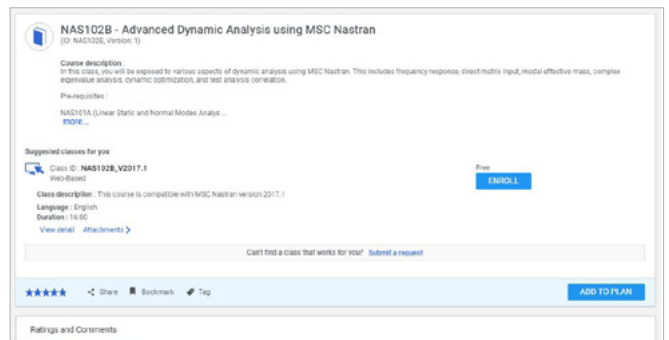 NAS102B - Advanced Dynamic Analysis using MSC Nastran
(ID: NAS102B, Version: 1)
Course description
In this class, you will be exposed to various aspects of dynamic analysis using MSC Nastran. This includes frequency response, direct matrix input, modal effective mass, complex
eigenvalue analysis, dynamic optimization, and test analysis correlation.
Pre-requisites :
NAS101A (Linear Static and Normal Modes Analys ...
more...
Suggested classes for you
Class ID : NAS102B_V2017.1
Web-Based
Free
ENROLL
Class description : This course is compatible with MSC Nastran version 2017.1
Language : English
Duration : 16:00
View detail Attachments
Can't find a class that works for you? Submit a request
Share Bookmark Tag
ADD TO PLAN
Ratings and Comments